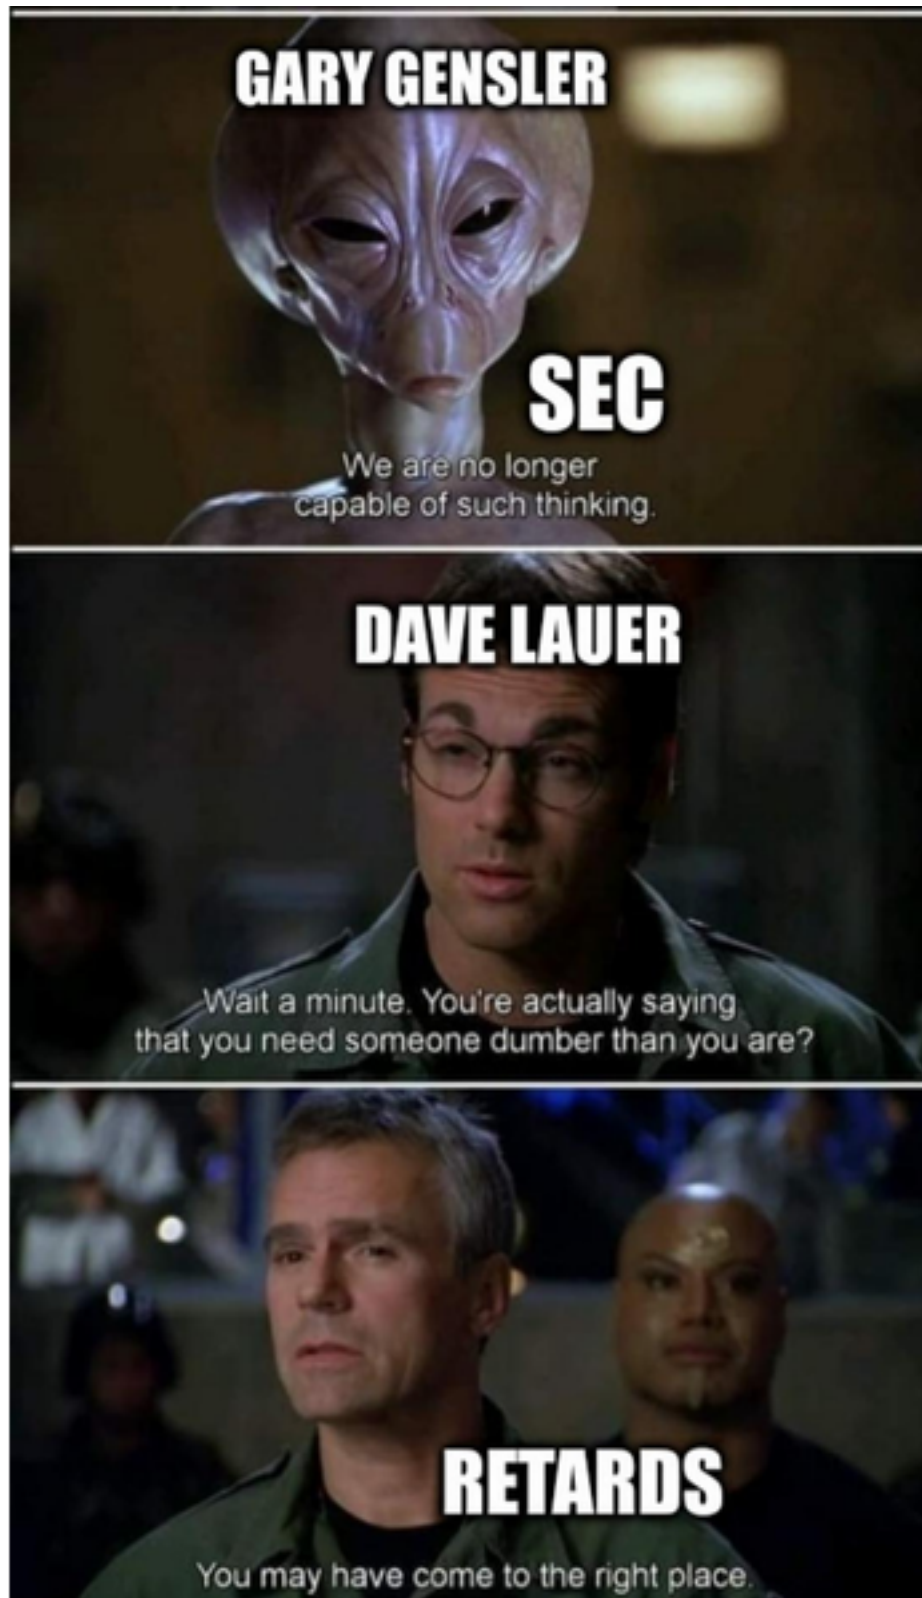 GARY GENSLER
SEC
We are no longer
capable of such thinking.
DAVE LAUER
Wait a minute. You're actually saying
that you need someone dumber than you are?
RETARDS
You may have come to the right place.